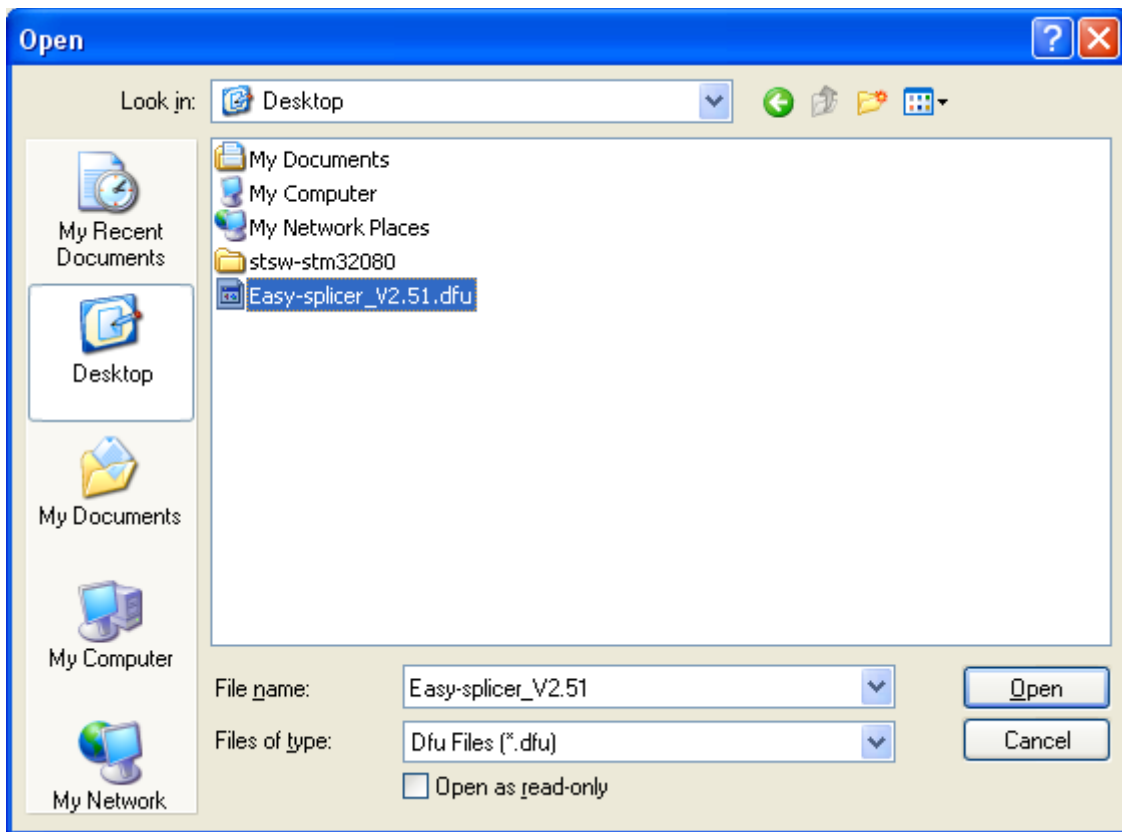 Open
Look in:
Desktop
My Recent
Documents
Desktop
My Documents
My Computer
My Network
My Documents
My Computer
My Network Places
stsw-stm32080
Easy-splicer_V2.51.dfu
File name:
Easy-splicer_V2.51
Open
Files of type:
Dfu Files (*.dfu)
Cancel
Open as read-only